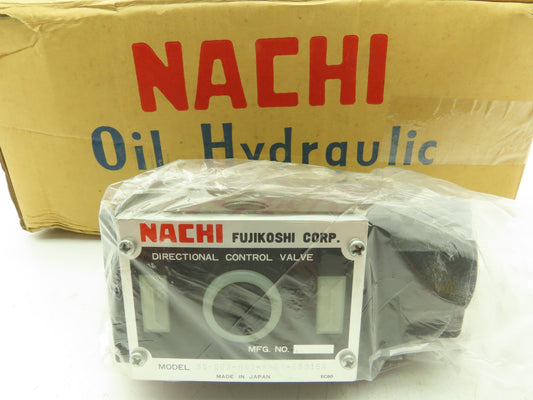 NACHI
Oil Hydraulic
NACHI FUJIKOSHI CORP.
DIRECTIONAL CONTROL VALVE
MFG. NO.
MODEL
MADE IN JAPAN